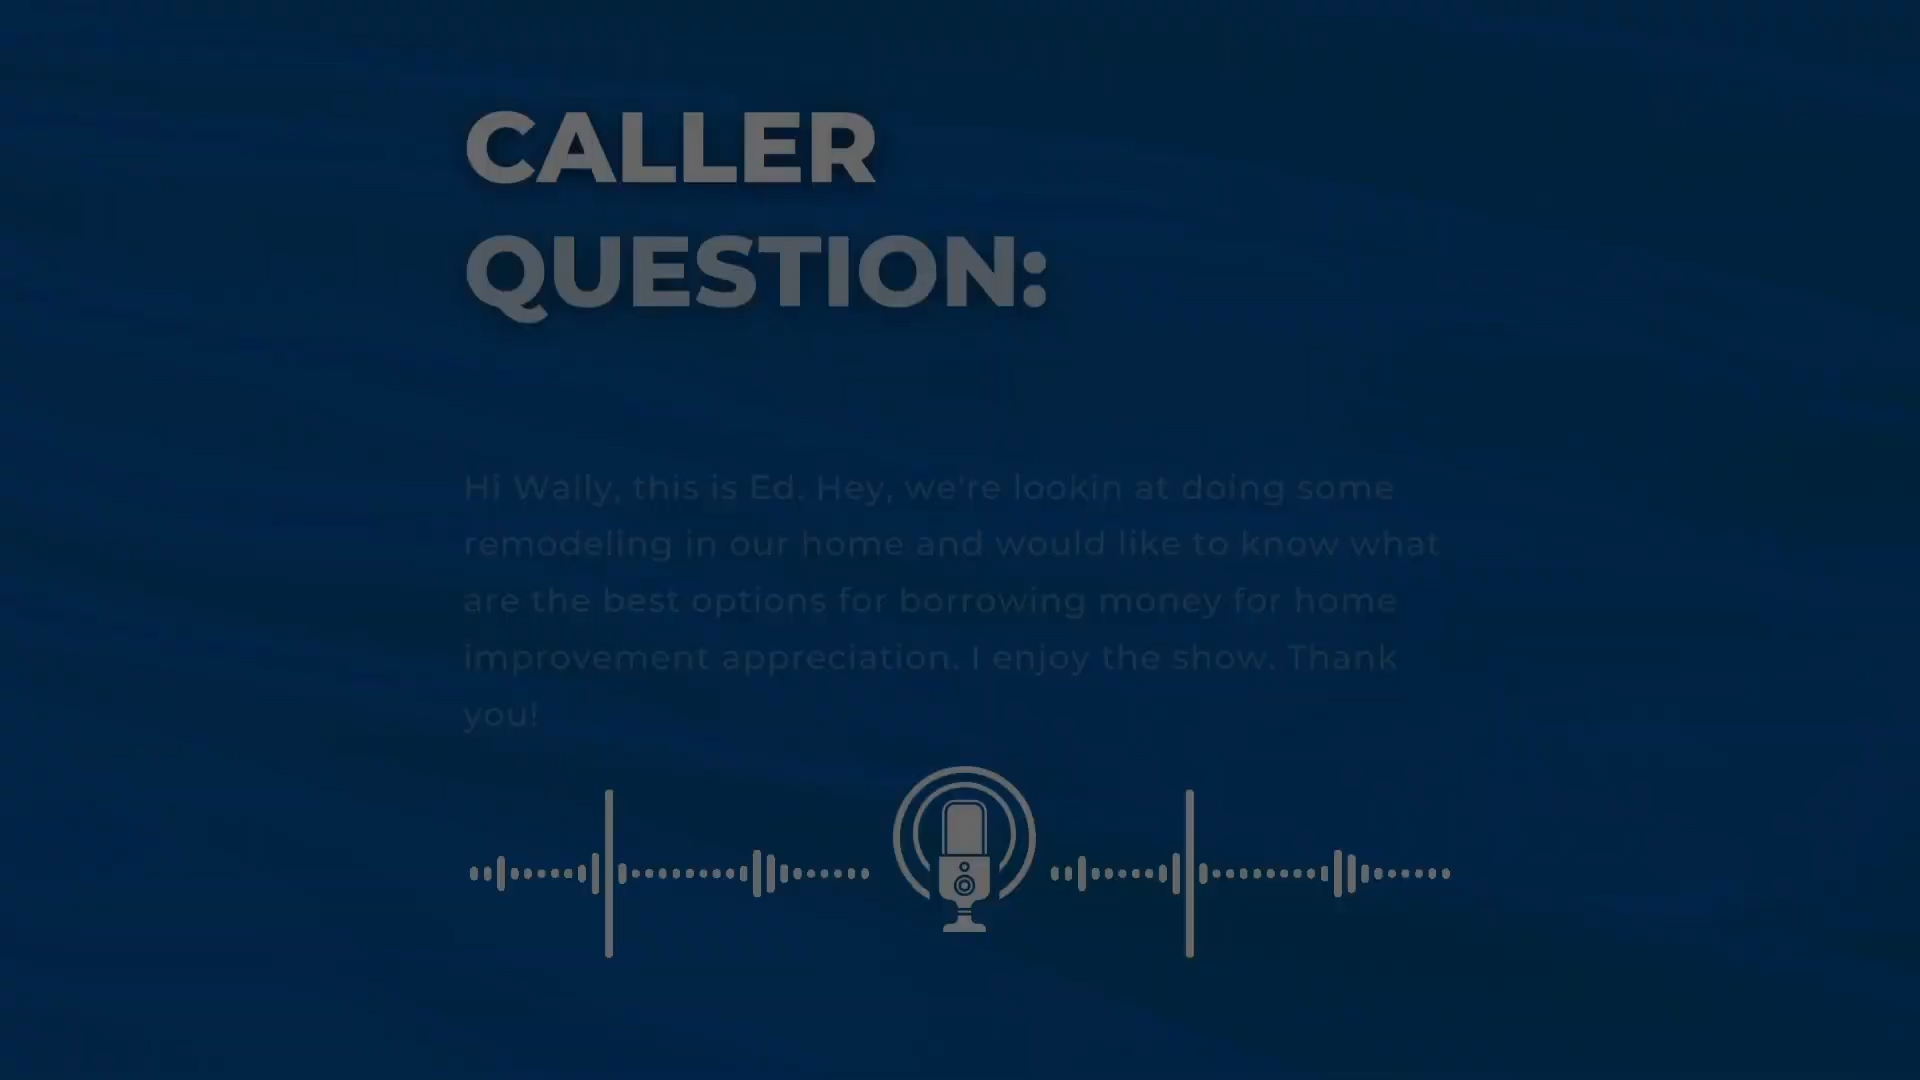 CALLER
QUESTION:
Hi Wally, this is Ed. Hey, we're lookin at doing some
remodeling in our home and would like to know what
are the best options for borrowing money for home
improvement appreciation. I enjoy the show. Thank
you!